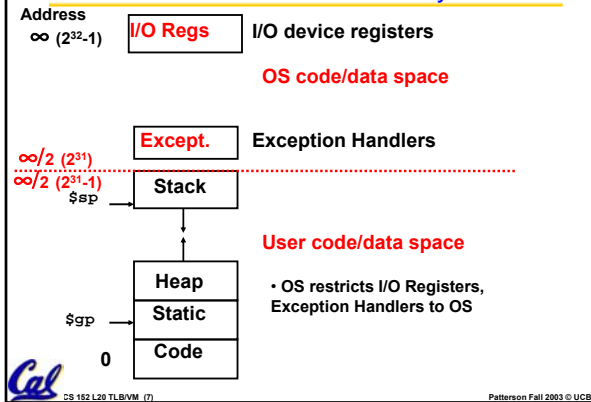 Address
∞ (2³²-1)
I/O Regs
I/O device registers
OS code/data space
Except.
Exception Handlers
∞/2 (2³¹)
∞/2 (2³¹-1)
Stack
$sp
User code/data space
Heap
• OS restricts I/O Registers,
Exception Handlers to OS
$gp
Static
0
Code
Cal
CS 152 L20 TLB/VM (7)
Patterson Fall 2003 © UCB